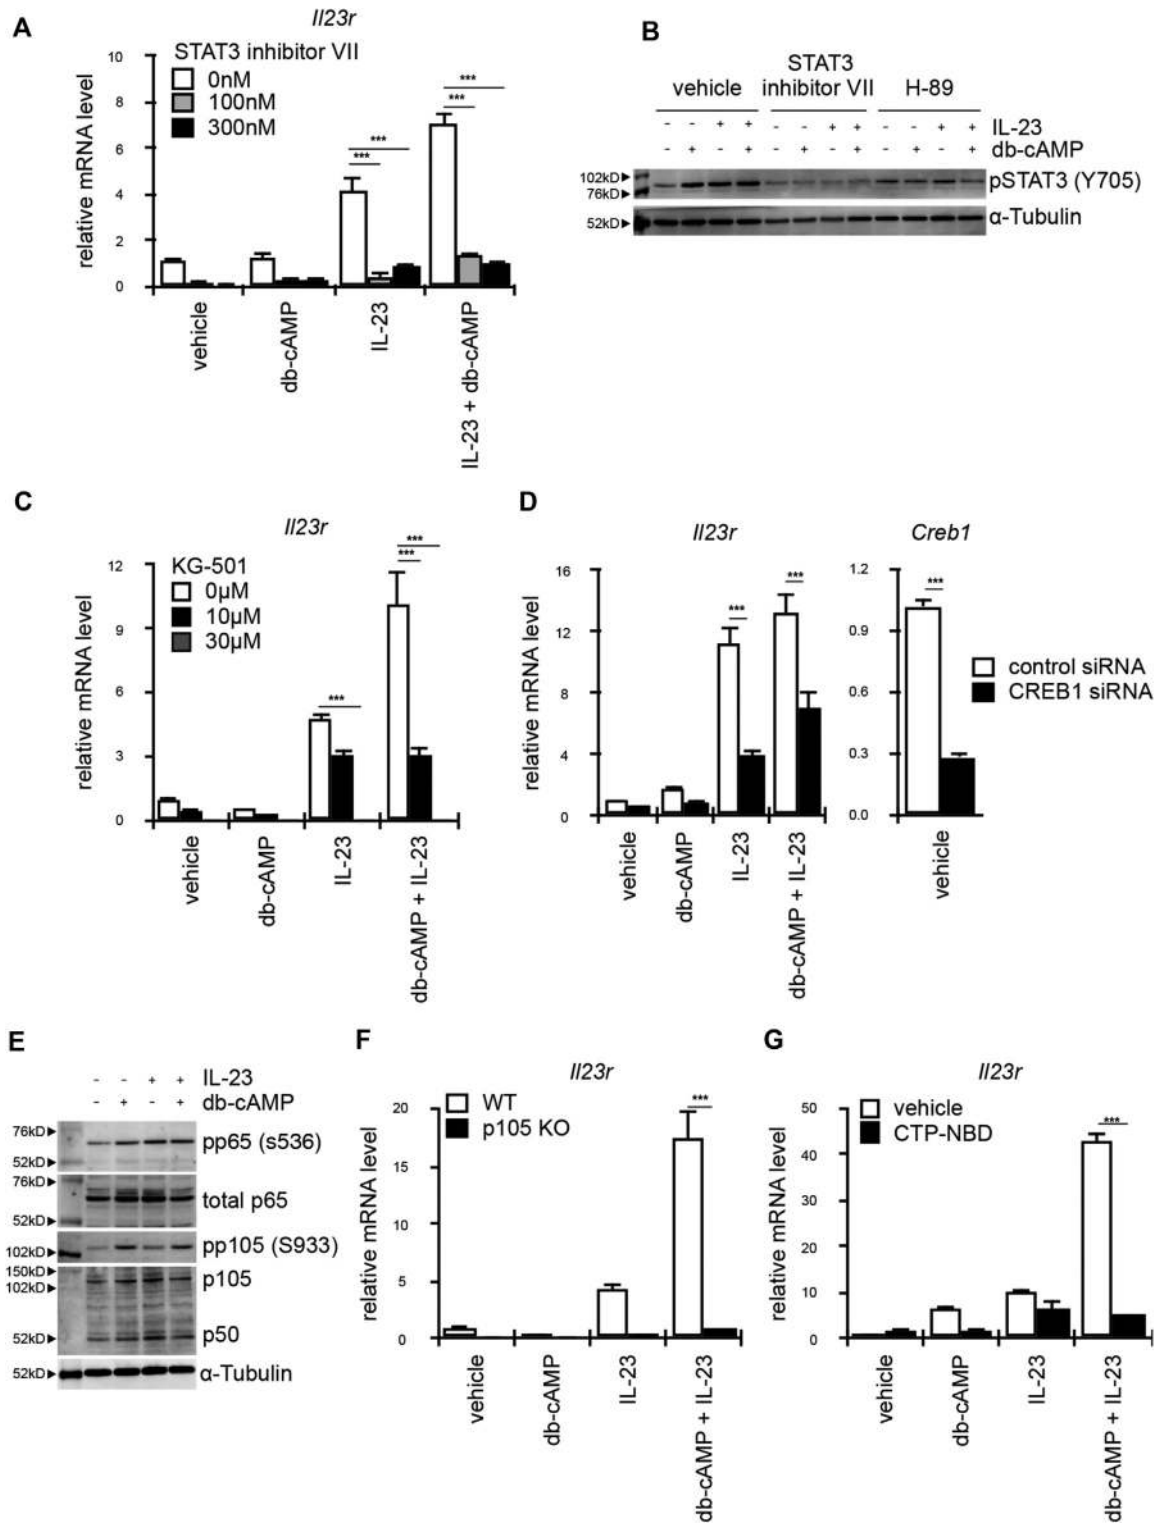 A
Il23r
STAT3 inhibitor VII
0nM
100nM
300nM
relative mRNA level
10
8
6
4
2
0
***
***
***
***
vehicle
db-cAMP
IL-23
IL-23 + db-cAMP
B
vehicle
STAT3
inhibitor VII
H-89
- - + + - - + + - - + + IL-23
- + - + - + - + - + - + db-cAMP
102kD
76kD
pSTAT3 (Y705)
52kD
α-Tubulin
C
Il23r
KG-501
0μM
10μM
30μM
relative mRNA level
12
9
6
3
0
***
***
***
vehicle
db-cAMP
IL-23
db-cAMP + IL-23
D
Il23r
relative mRNA level
16
12
8
4
0
***
***
vehicle
db-cAMP
IL-23
db-cAMP + IL-23
Creb1
1.2
0.9
0.6
0.3
0.0
***
vehicle
control siRNA
CREB1 siRNA
E
- - + + IL-23
- + - + db-cAMP
76kD
52kD
pp65 (s536)
76kD
52kD
total p65
102kD
pp105 (S933)
150kD
102kD
p105
52kD
p50
52kD
α-Tubulin
F
Il23r
WT
p105 KO
relative mRNA level
20
15
10
5
0
***
vehicle
db-cAMP
IL-23
db-cAMP + IL-23
G
Il23r
vehicle
CTP-NBD
relative mRNA level
50
40
30
20
10
0
***
vehicle
db-cAMP
IL-23
db-cAMP + IL-23